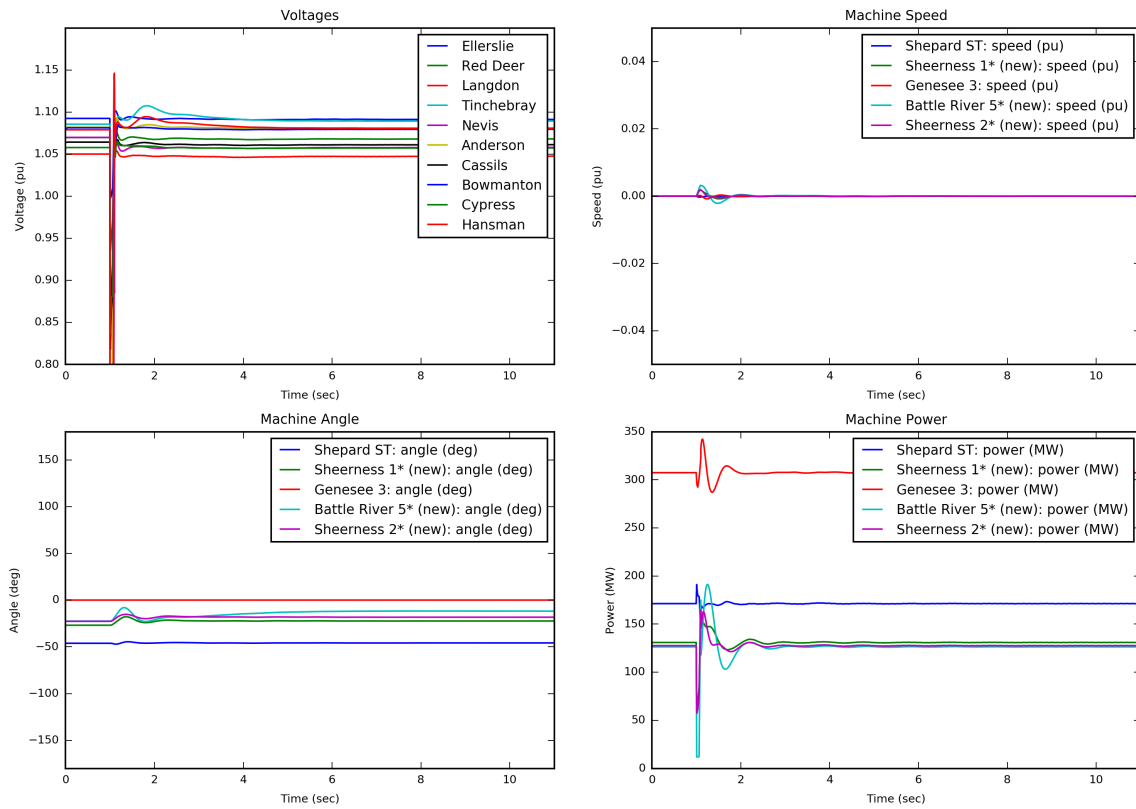 Voltages
1.15
1.10
1.05
1.00
0.95
0.90
0.85
0.80
Voltage (pu)
0 2 4 6 8 10
Time (sec)
Ellerslie
Red Deer
Langdon
Tinchebray
Nevis
Anderson
Cassils
Bowmanton
Cypress
Hansman
Machine Speed
0.04
0.02
0.00
−0.02
−0.04
Speed (pu)
0 2 4 6 8 10
Time (sec)
Shepard ST: speed (pu)
Sheerness 1* (new): speed (pu)
Genesee 3: speed (pu)
Battle River 5* (new): speed (pu)
Sheerness 2* (new): speed (pu)
Machine Angle
150
100
50
0
−50
−100
−150
Angle (deg)
0 2 4 6 8 10
Time (sec)
Shepard ST: angle (deg)
Sheerness 1* (new): angle (deg)
Genesee 3: angle (deg)
Battle River 5* (new): angle (deg)
Sheerness 2* (new): angle (deg)
Machine Power
350
300
250
200
150
100
50
0
Power (MW)
0 2 4 6 8 10
Time (sec)
Shepard ST: power (MW)
Sheerness 1* (new): power (MW)
Genesee 3: power (MW)
Battle River 5* (new): power (MW)
Sheerness 2* (new): power (MW)